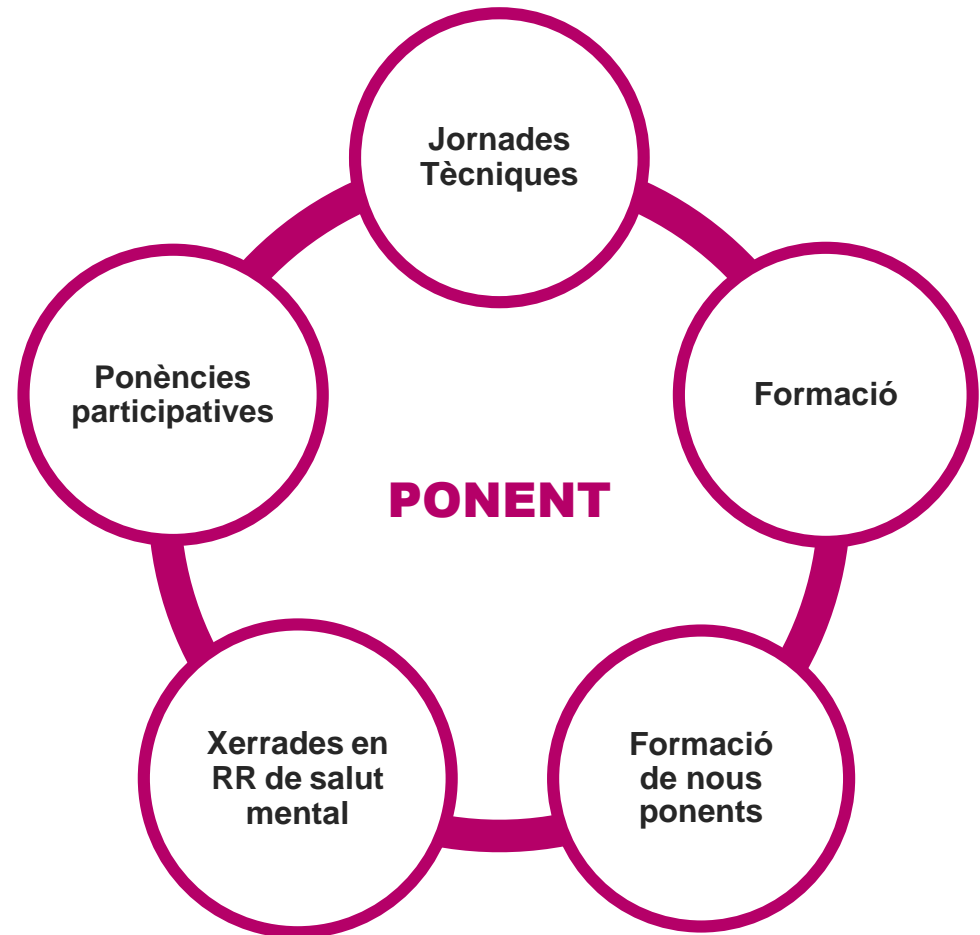 Jornades
Tècniques
Ponències
participatives
Formació
PONENT
Xerrades en
RR de salut
mental
Formació
de nous
ponents